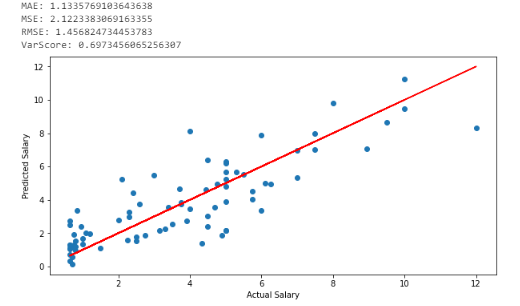 MAE: 1.1335769103643638
MSE: 2.1223383069163355
RMSE: 1.456824734453783
VarScore: 0.6973456065256307
12
10
8
6
4
2
0
Predicted Salary
2
4
6
8
10
12
Actual Salary